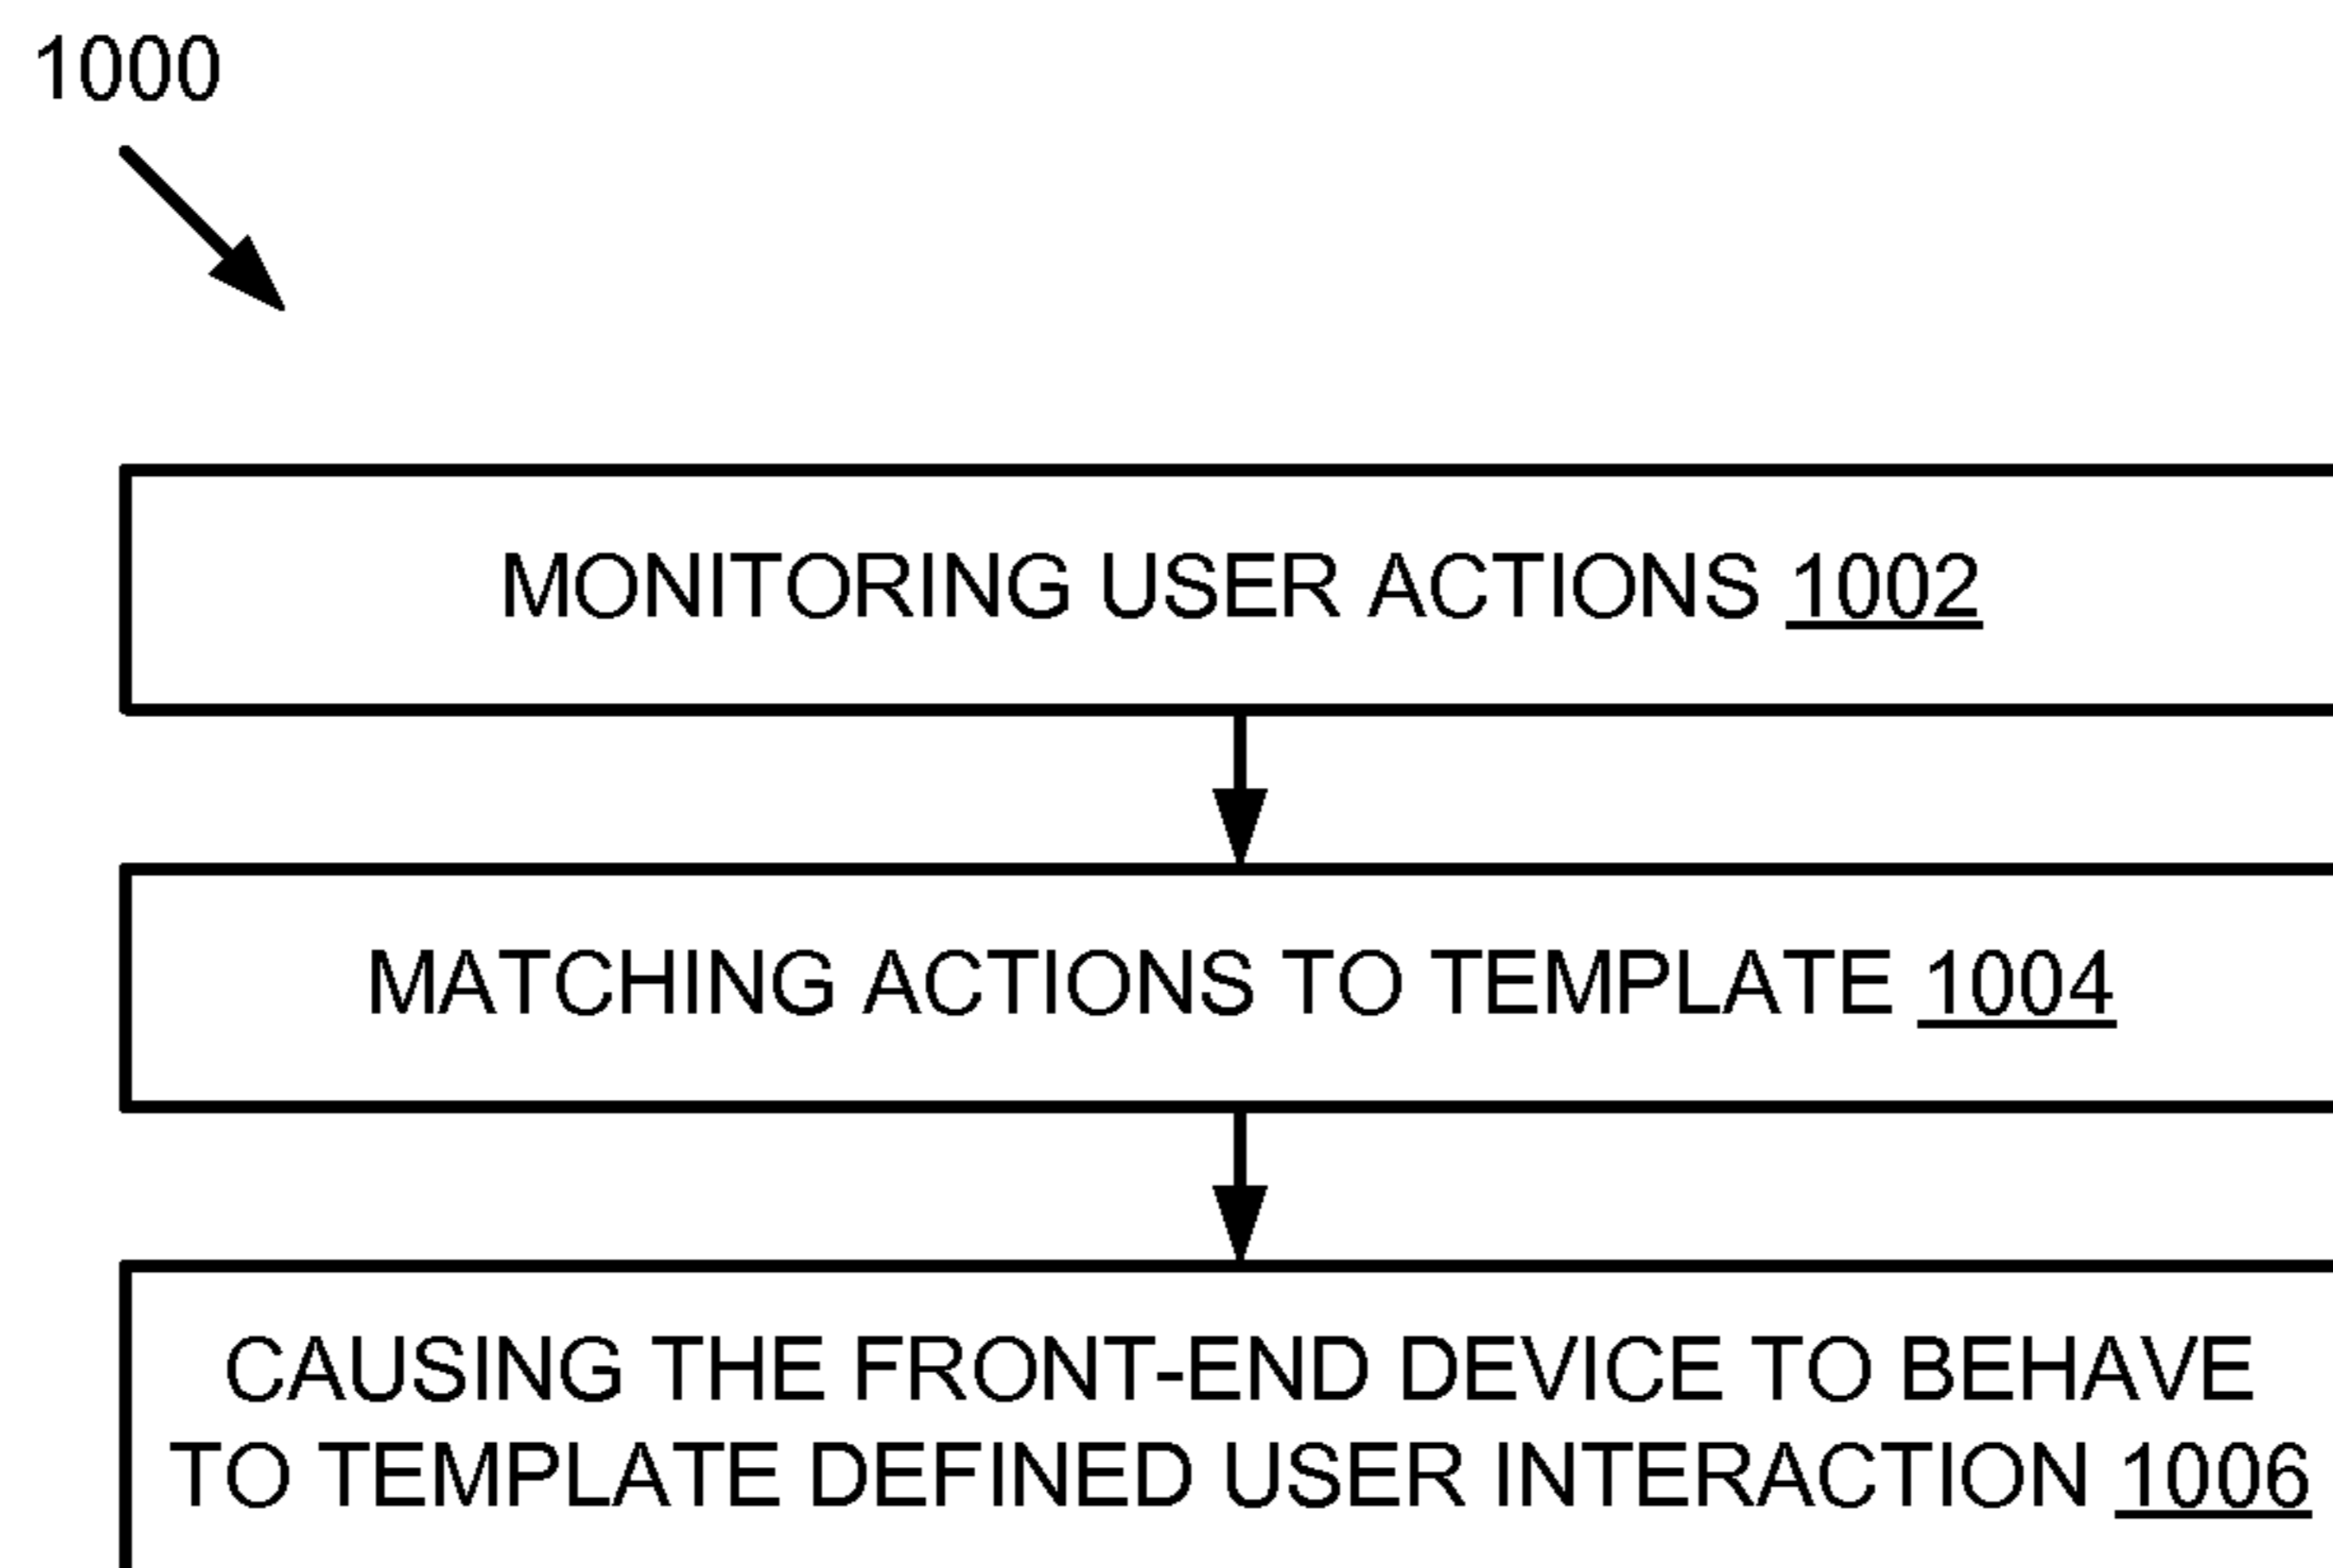 1000
MONITORING USER ACTIONS 1002
MATCHING ACTIONS TO TEMPLATE 1004
CAUSING THE FRONT-END DEVICE TO BEHAVE
TO TEMPLATE DEFINED USER INTERACTION 1006